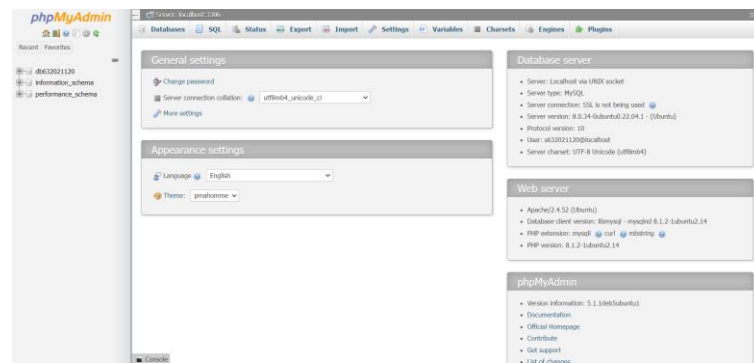 phpMyAdmin
Recent Favorites
db632021120
information_schema
performance_schema
Server: localhost:3306
Databases SQL Status Export Import Settings Variables Charsets Engines Plugins
General settings
Change password
Server connection collation: utf8mb4_unicode_ci
More settings
Appearance settings
Language English
Theme: pmahomme
Database server
Server: Localhost via UNIX socket
Server type: MySQL
Server connection: SSL is not being used
Server version: 8.0.34-0ubuntu0.22.04.1 - (Ubuntu)
Protocol version: 10
User: s632021120@localhost
Server charset: UTF-8 Unicode (utf8mb4)
Web server
Apache/2.4.52 (Ubuntu)
Database client version: libmysql - mysqlnd 8.1.2-1ubuntu2.14
PHP extension: mysqli curl mbstring
PHP version: 8.1.2-1ubuntu2.14
phpMyAdmin
Version information: 5.1.1deb5ubuntu1
Documentation
Official Homepage
Contribute
Get support
List of changes
Console